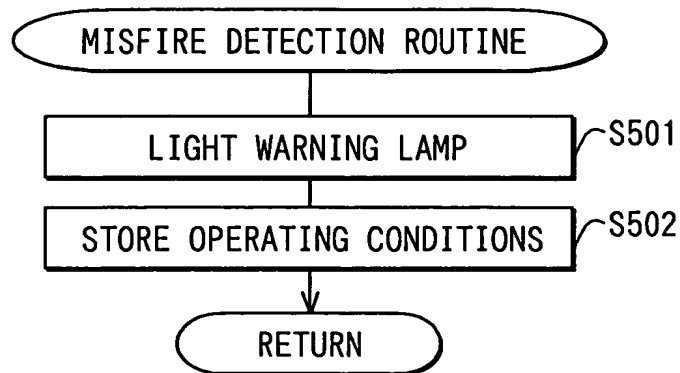 MISFIRE DETECTION ROUTINE
LIGHT WARNING LAMP
S501
STORE OPERATING CONDITIONS
S502
RETURN